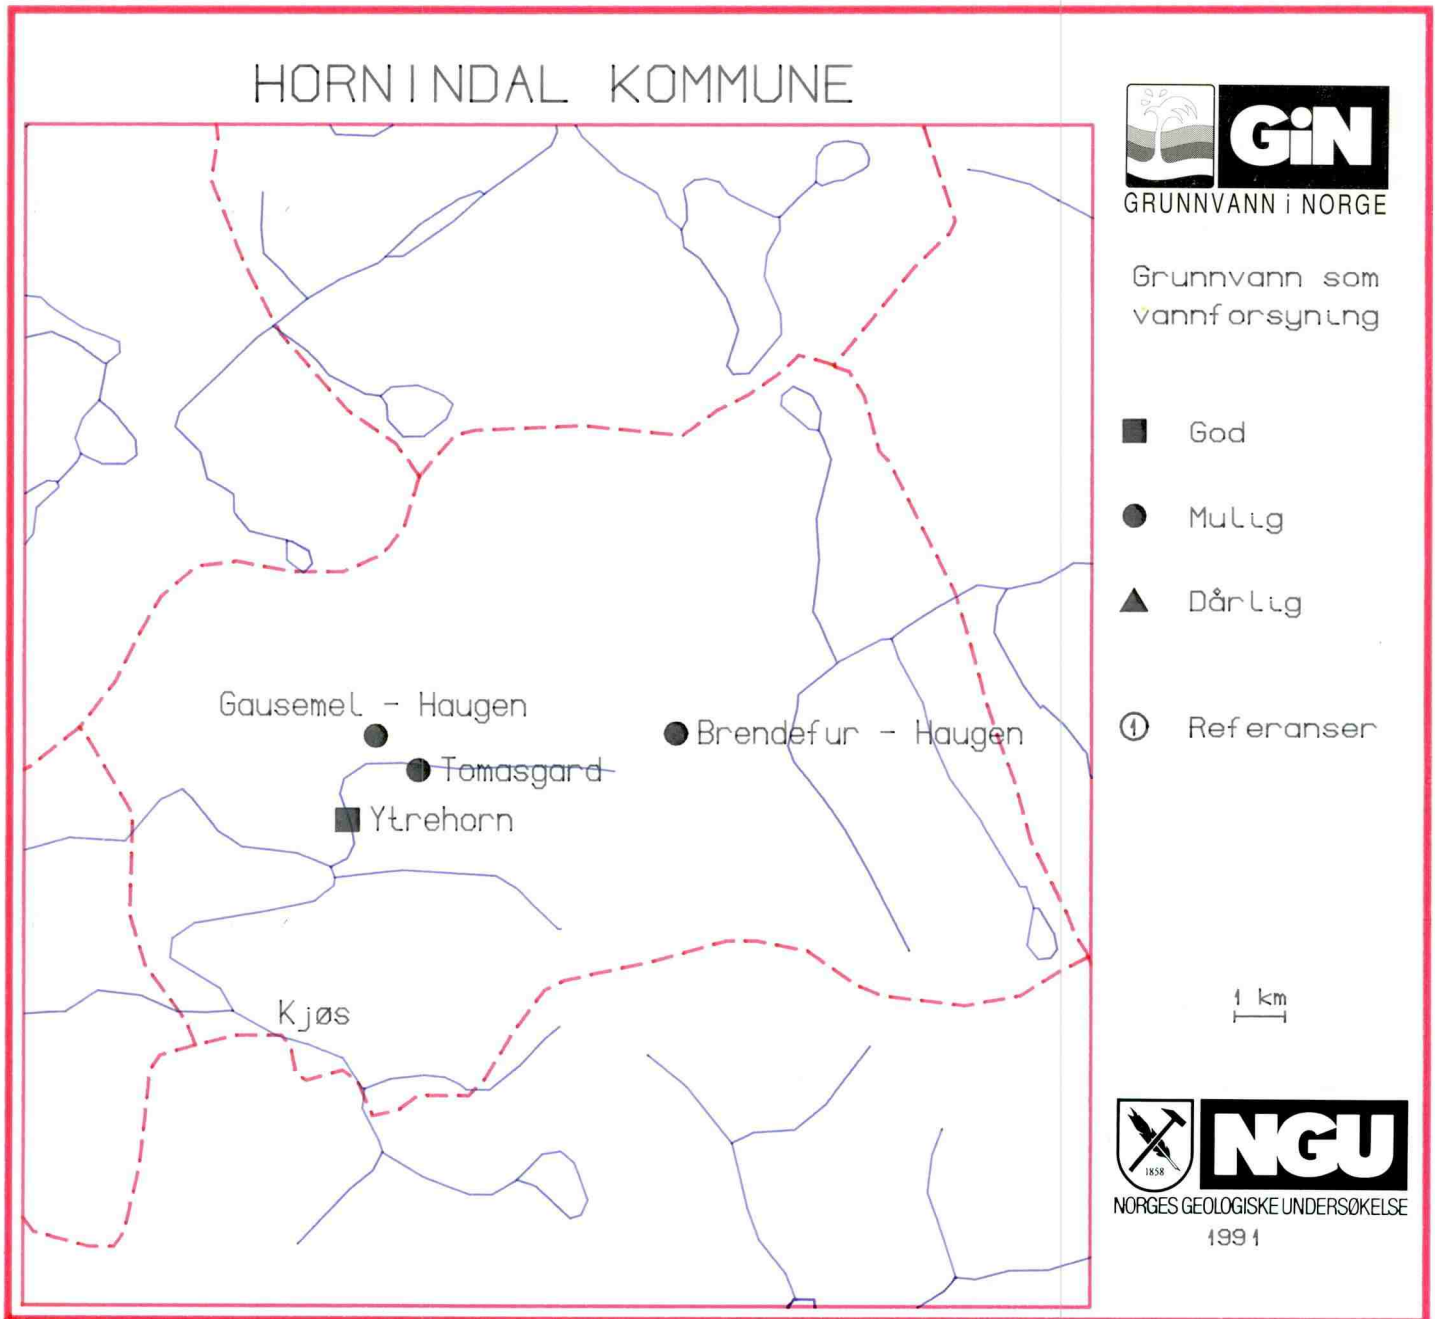 HORNINDAL KOMMUNE
GiN
GRUNNVANN i NORGE
Grunnvann som
vannforsyning
God
Mulig
Dårlig
1 Referanser
Gausemel - Haugen
Brendefur - Haugen
Tomasgard
Ytrehorn
Kjøs
1 km
1858
NGU
NORGES GEOLOGISKE UNDERSØKELSE
1991